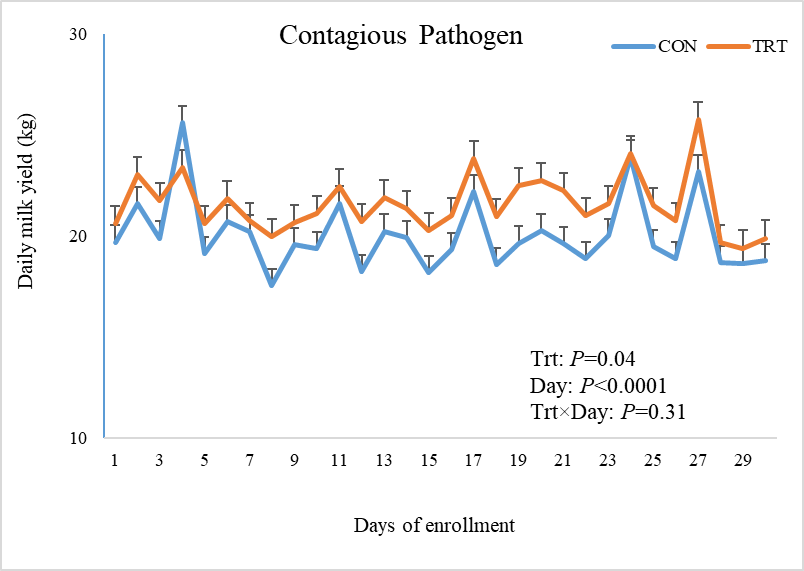 Contagious Pathogen
CON TRT
Daily milk yield (kg)
30
20
10
Trt: P=0.04
Day: P<0.0001
Trt×Day: P=0.31
1 3 5 7 9 11 13 15 17 19 21 23 25 27 29
Days of enrollment